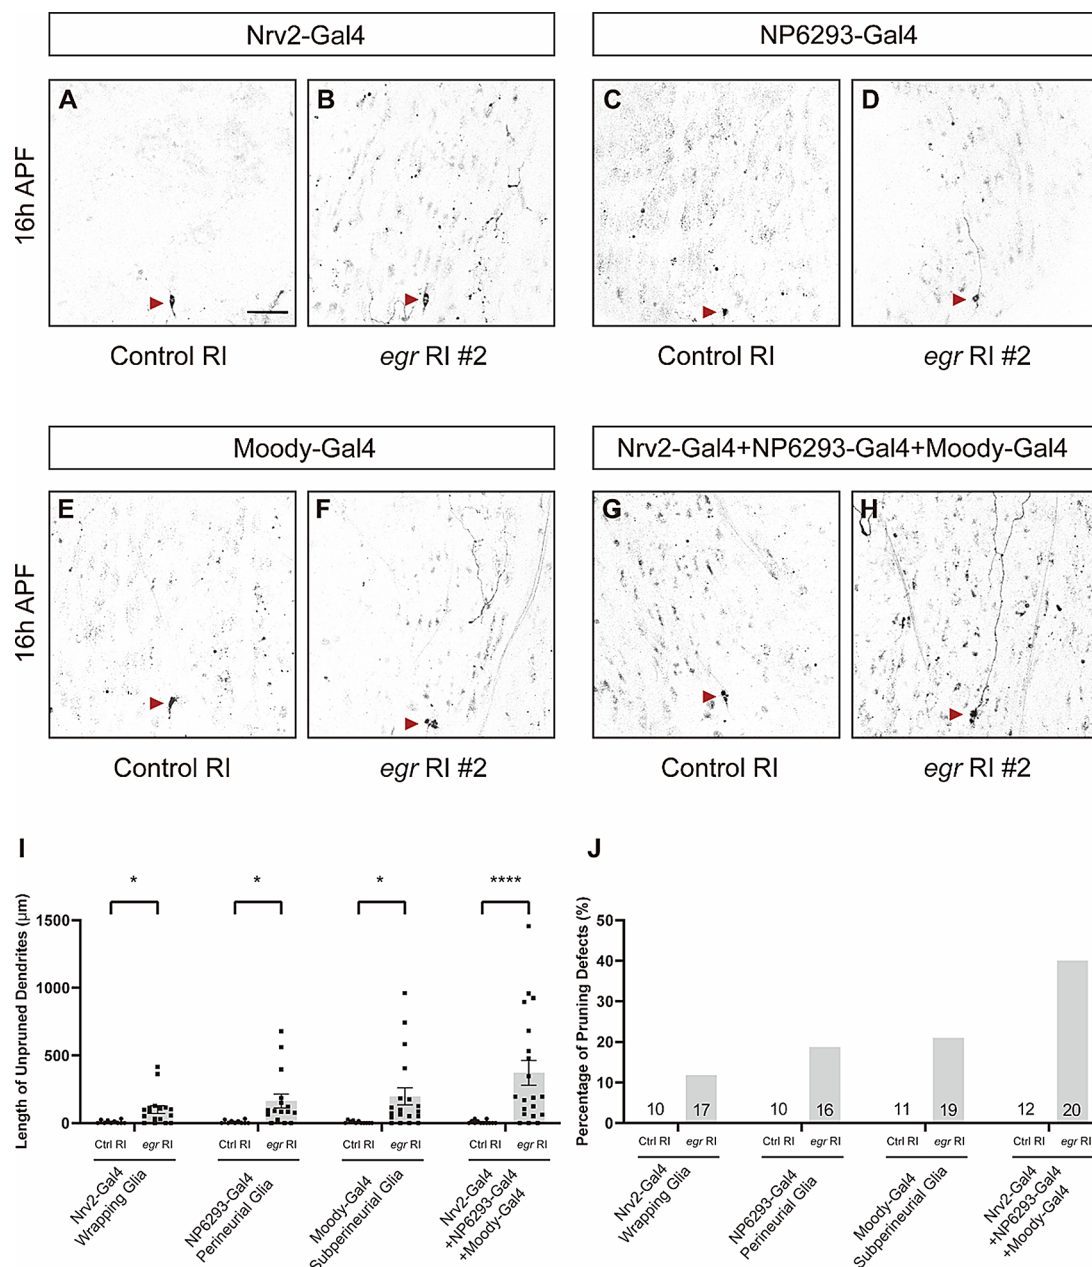 Nrv2-Gal4
NP6293-Gal4
A
B
C
D
16h APF
Control RI
egr RI #2
Control RI
egr RI #2
Moody-Gal4
Nrv2-Gal4+NP6293-Gal4+Moody-Gal4
E
F
G
H
16h APF
Control RI
egr RI #2
Control RI
egr RI #2
I
Length of Unpruned Dendrites (μm)
1500
1000
500
0
*
*
*
****
Ctrl RI
egr RI
Ctrl RI
egr RI
Ctrl RI
egr RI
Ctrl RI
egr RI
Nrv2-Gal4
Wrapping Glia
NP6293-Gal4
Perineurial Glia
Moody-Gal4
Subperineurial Glia
Nrv2-Gal4
+NP6293-Gal4
+Moody-Gal4
J
Percentage of Pruning Defects (%)
50
40
30
20
10
0
10
17
10
16
11
19
12
20
Ctrl RI
egr RI
Ctrl RI
egr RI
Ctrl RI
egr RI
Ctrl RI
egr RI
Nrv2-Gal4
Wrapping Glia
NP6293-Gal4
Perineurial Glia
Moody-Gal4
Subperineurial Glia
Nrv2-Gal4
+NP6293-Gal4
+Moody-Gal4